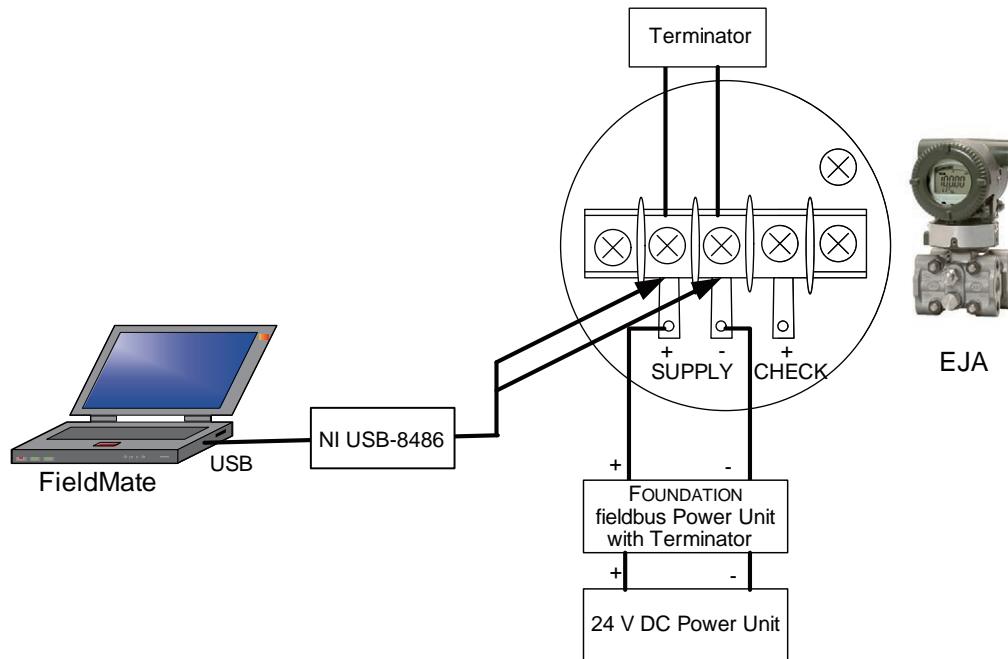 Terminator
+
-
+
SUPPLY
CHECK
EJA
NI USB-8486
USB
FieldMate
+
-
FOUNDATION
fieldbus Power Unit
with Terminator
+
-
24 V DC Power Unit